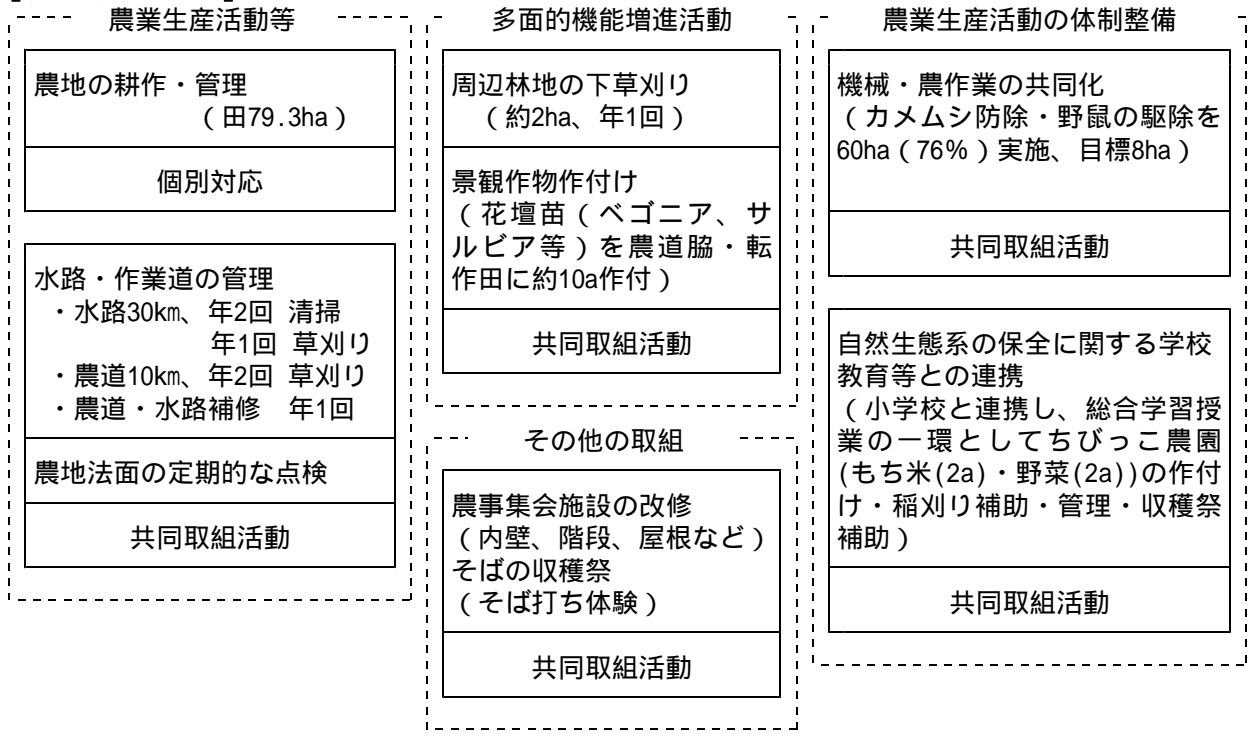 農業生産活動等
農地の耕作・管理
（田79.3ha）
個別対応
水路・作業道の管理
・水路30㎞、年2回 清掃
年1回 草刈り
・農道10㎞、年2回 草刈り
・農道・水路補修 年1回
農地法面の定期的な点検
共同取組活動
多面的機能増進活動
周辺林地の下草刈り
（約2ha、年1回）
景観作物作付け
（花壇苗（ベゴニア、サ
ルビア等）を農道脇・転
作田に約10a作付）
共同取組活動
その他の取組
農事集会施設の改修
（内壁、階段、屋根など）
そばの収穫祭
（そば打ち体験）
共同取組活動
農業生産活動の体制整備
機械・農作業の共同化
（カメムシ防除・野鼠の駆除を
60ha（76%）実施、目標8ha）
共同取組活動
自然生態系の保全に関する学校
教育等との連携
（小学校と連携し、総合学習授
業の一環としてちびっこ農園
(もち米(2a)・野菜(2a))の作付
け・稲刈り補助・管理・収穫祭
補助）
共同取組活動